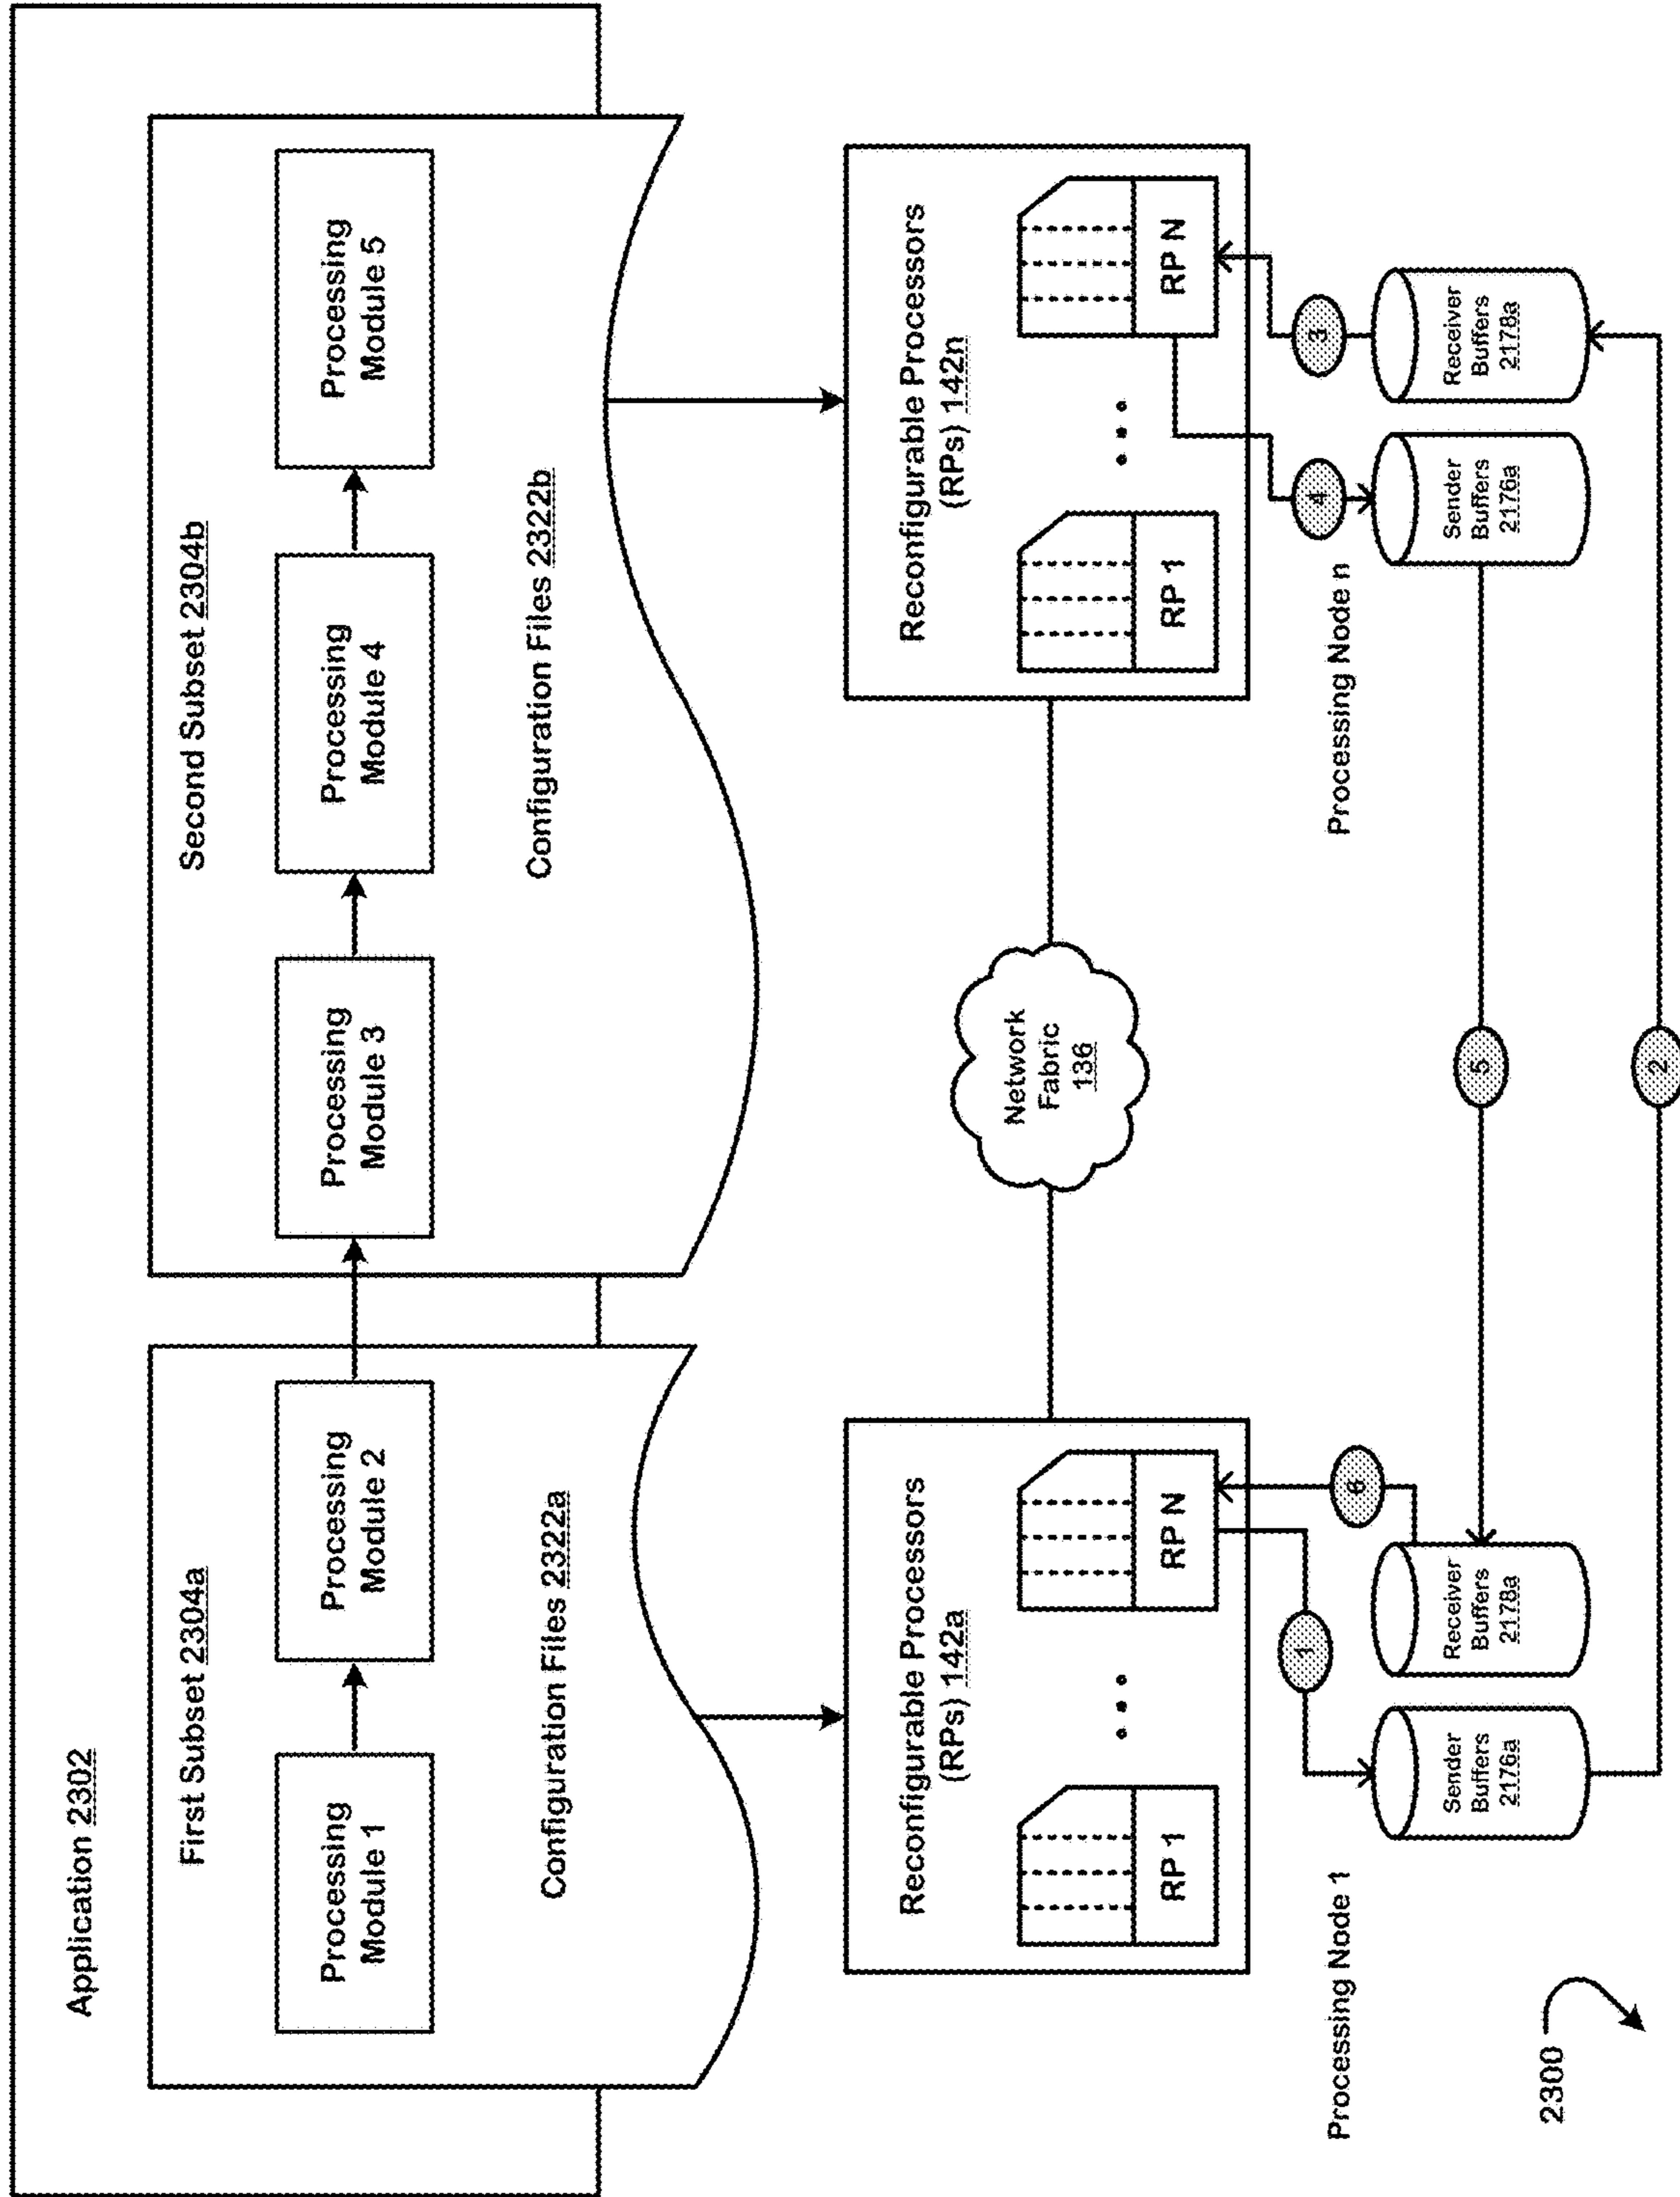 Application 2302
First Subset 2304a
Processing
Module 1
Processing
Module 2
Configuration Files 2322a
Second Subset 2304b
Processing
Module 3
Processing
Module 4
Processing
Module 5
Configuration Files 2322b
Reconfigurable Processors
(RPs) 142a
RP 1
...
RP N
Network
Fabric
136
Reconfigurable Processors
(RPs) 142n
RP 1
...
RP N
Processing Node 1
1
6
Sender
Buffers
2176a
Receiver
Buffers
2178a
Processing Node n
4
3
Sender
Buffers
2176a
Receiver
Buffers
2178a
5
2
2300